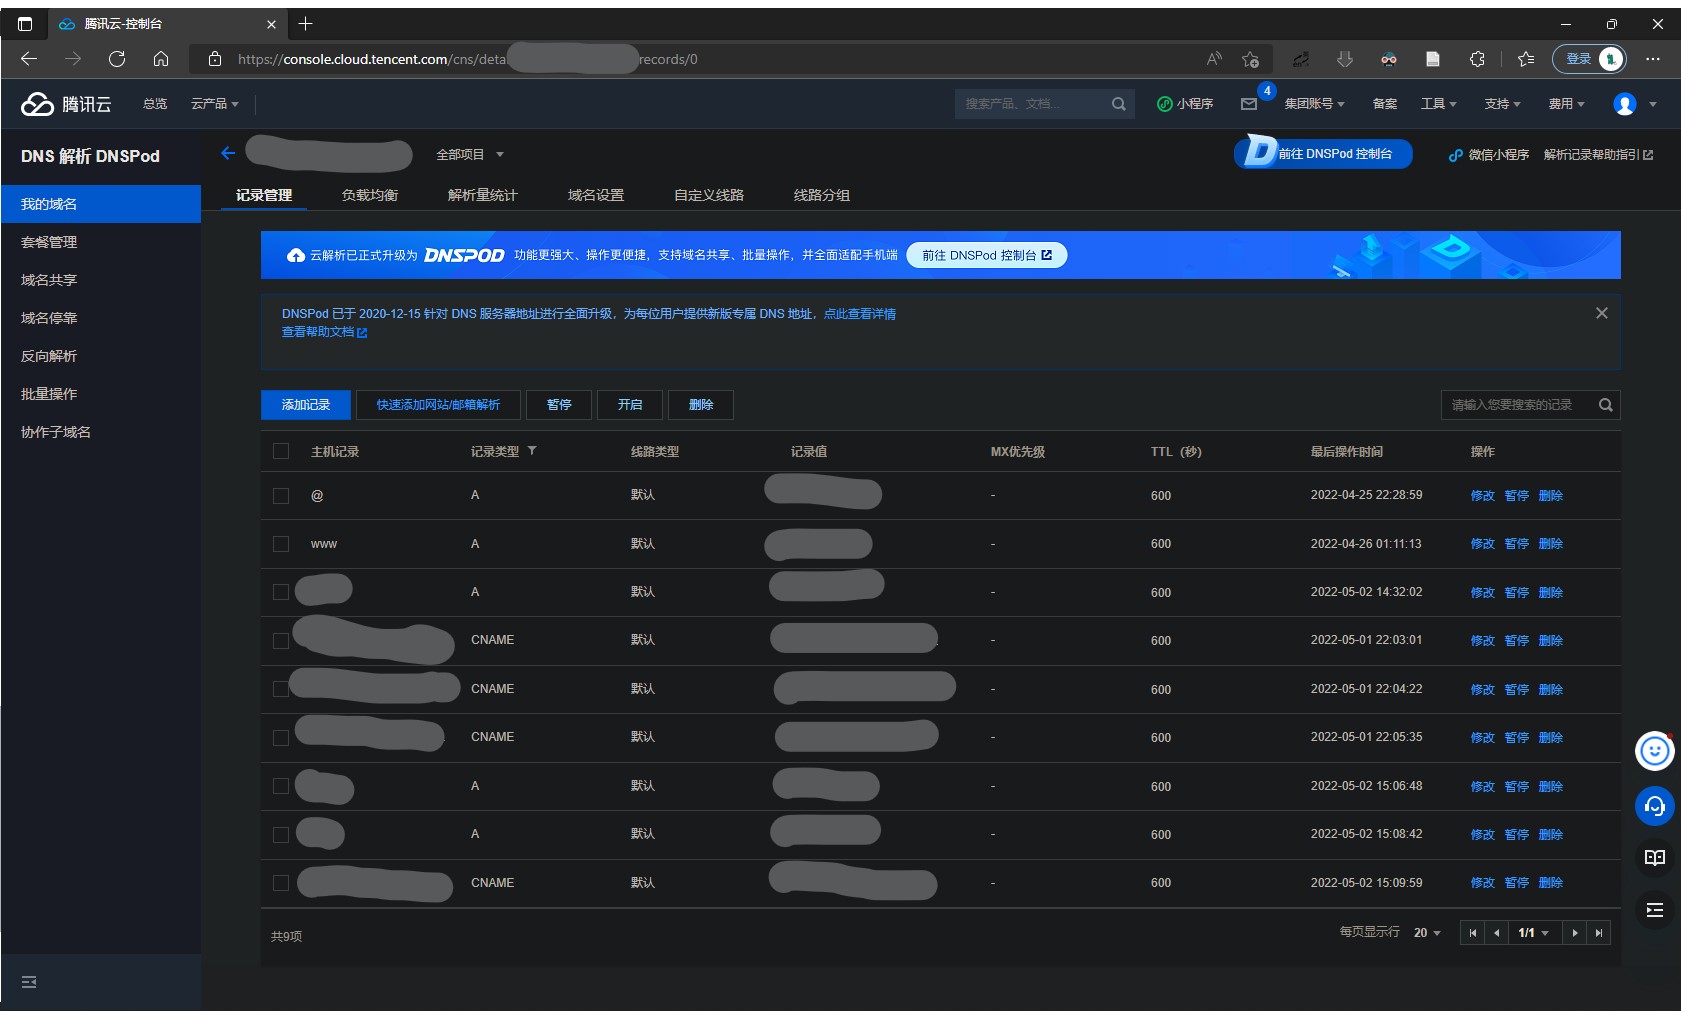 腾讯云-控制台
https://console.cloud.tencent.com/cns/deta records/0
登录
腾讯云 总览 云产品 搜索产品、文档... 小程序 4 集团账号 备案 工具 支持 费用
DNS 解析 DNSPod
全部项目
前往 DNSPod 控制台 微信小程序 解析记录帮助指引
我的域名
套餐管理
域名共享
域名停靠
反向解析
批量操作
协作子域名
记录管理 负载均衡 解析量统计 域名设置 自定义线路 线路分组
云解析已正式升级为 DNSPOD 功能更强大、操作更便捷，支持域名共享、批量操作，并全面适配手机端 前往 DNSPod 控制台
DNSPod 已于 2020-12-15 针对 DNS 服务器地址进行全面升级，为每位用户提供新版专属 DNS 地址，点此查看详情
查看帮助文档
添加记录 快速添加网站/邮箱解析 暂停 开启 删除 请输入您要搜索的记录
主机记录 记录类型 线路类型 记录值 MX优先级 TTL（秒） 最后操作时间 操作
@ A 默认 - 600 2022-04-25 22:28:59 修改 暂停 删除
www A 默认 - 600 2022-04-26 01:11:13 修改 暂停 删除
A 默认 - 600 2022-05-02 14:32:02 修改 暂停 删除
CNAME 默认 - 600 2022-05-01 22:03:01 修改 暂停 删除
CNAME 默认 - 600 2022-05-01 22:04:22 修改 暂停 删除
CNAME 默认 - 600 2022-05-01 22:05:35 修改 暂停 删除
A 默认 - 600 2022-05-02 15:06:48 修改 暂停 删除
A 默认 - 600 2022-05-02 15:08:42 修改 暂停 删除
CNAME 默认 - 600 2022-05-02 15:09:59 修改 暂停 删除
共9项 每页显示行 20 1/1